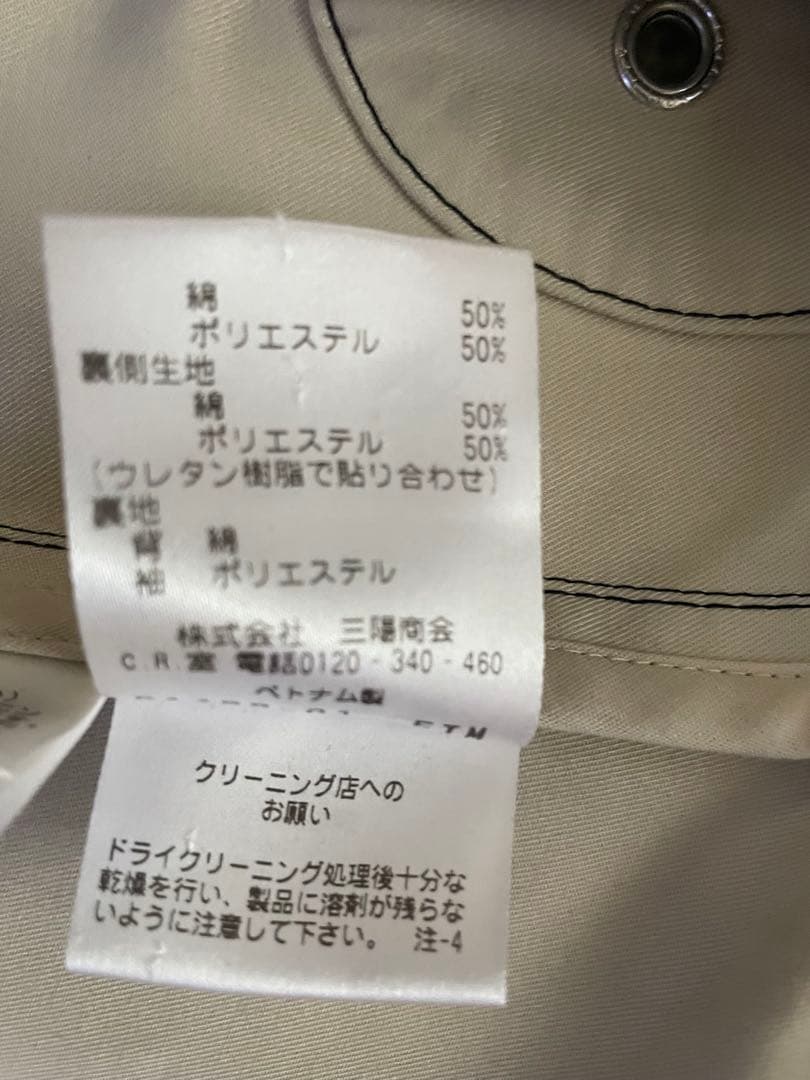 綿 50%
ポリエステル 50%
裏側生地
綿 50%
ポリエステル 50%
(ウレタン樹脂で貼り合わせ)
裏地
背 綿
袖 ポリエステル
株式会社 三陽商会
C.R.室 電話0120-340-460
ベトナム製
クリーニング店への
お願い
ドライクリーニング処理後十分な
乾燥を行い、製品に溶剤が残らな
いように注意して下さい。 注-4